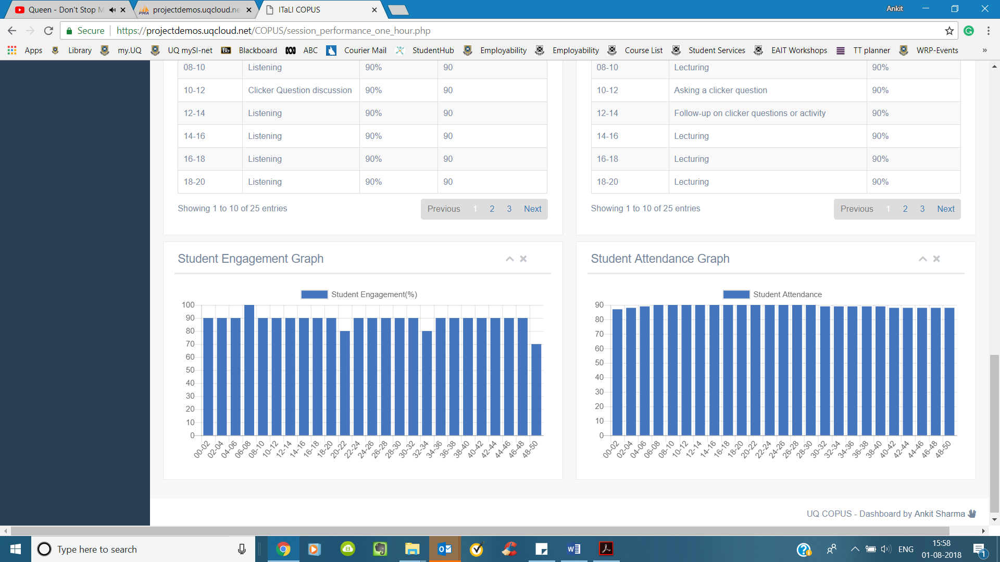 Queen - Don't Stop M
projectdemos.uqcloud.ne
ITaLI COPUS
Ankit
Secure
https://projectdemos.uqcloud.net/COPUS/session_performance_one_hour.php
Apps Library my.UQ UQ mySI-net Bb Blackboard ABC Courier Mail StudentHub Employability Employability Course List Student Services EAIT Workshops TT planner WRP-Events »
08-10 Listening 90% 90
10-12 Clicker Question discussion 90% 90
12-14 Listening 90% 90
14-16 Listening 90% 90
16-18 Listening 90% 90
18-20 Listening 90% 90
Showing 1 to 10 of 25 entries
Previous 1 2 3 Next
08-10 Lecturing 90%
10-12 Asking a clicker question 90%
12-14 Follow-up on clicker questions or activity 90%
14-16 Lecturing 90%
16-18 Lecturing 90%
18-20 Lecturing 90%
Showing 1 to 10 of 25 entries
Previous 1 2 3 Next
Student Engagement Graph
Student Engagement(%)
100
90
80
70
60
50
40
30
20
10
0
00-02 02-04 04-06 06-08 08-10 10-12 12-14 14-16 16-18 18-20 20-22 22-24 24-26 26-28 28-30 30-32 32-34 34-36 36-38 38-40 40-42 42-44 44-46 46-48 48-50
Student Attendance Graph
Student Attendance
90
80
70
60
50
40
30
20
10
0
00-02 02-04 04-06 06-08 08-10 10-12 12-14 14-16 16-18 18-20 20-22 22-24 24-26 26-28 28-30 30-32 32-34 34-36 36-38 38-40 40-42 42-44 44-46 46-48 48-50
UQ COPUS - Dashboard by Ankit Sharma
Type here to search
ENG
15:58
01-08-2018
1